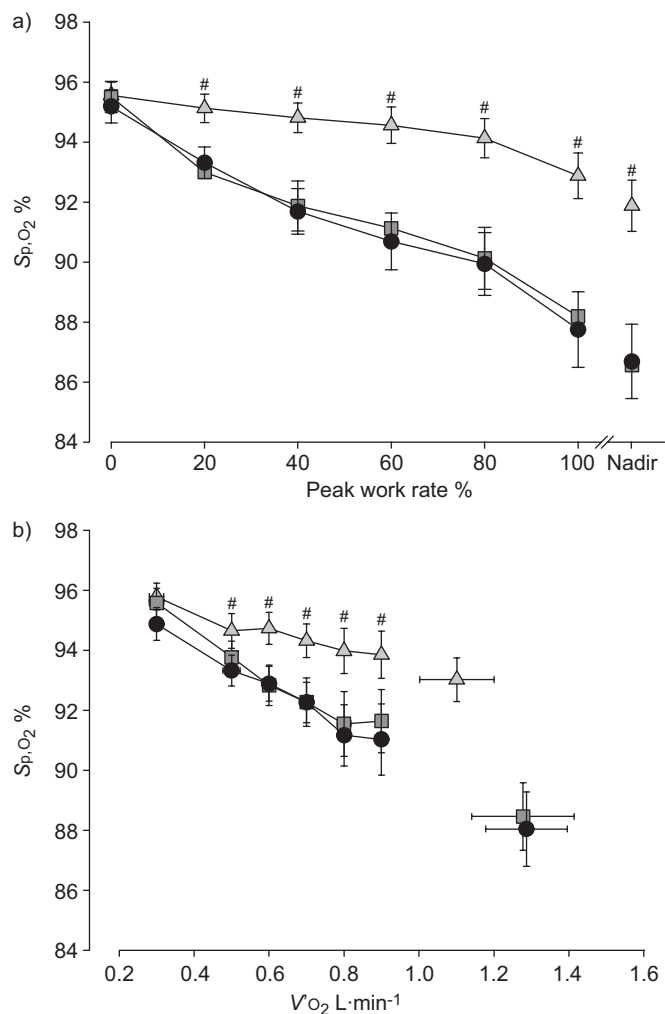 a)
98
96
94
92
90
88
86
84
Sp,O2 %
# # # # # #
0 20 40 60 80 100 Nadir
Peak work rate %
b)
98
96
94
92
90
88
86
84
Sp,O2 %
# # # # #
0.2 0.4 0.6 0.8 1.0 1.2 1.4 1.6
V'O2 L·min-1